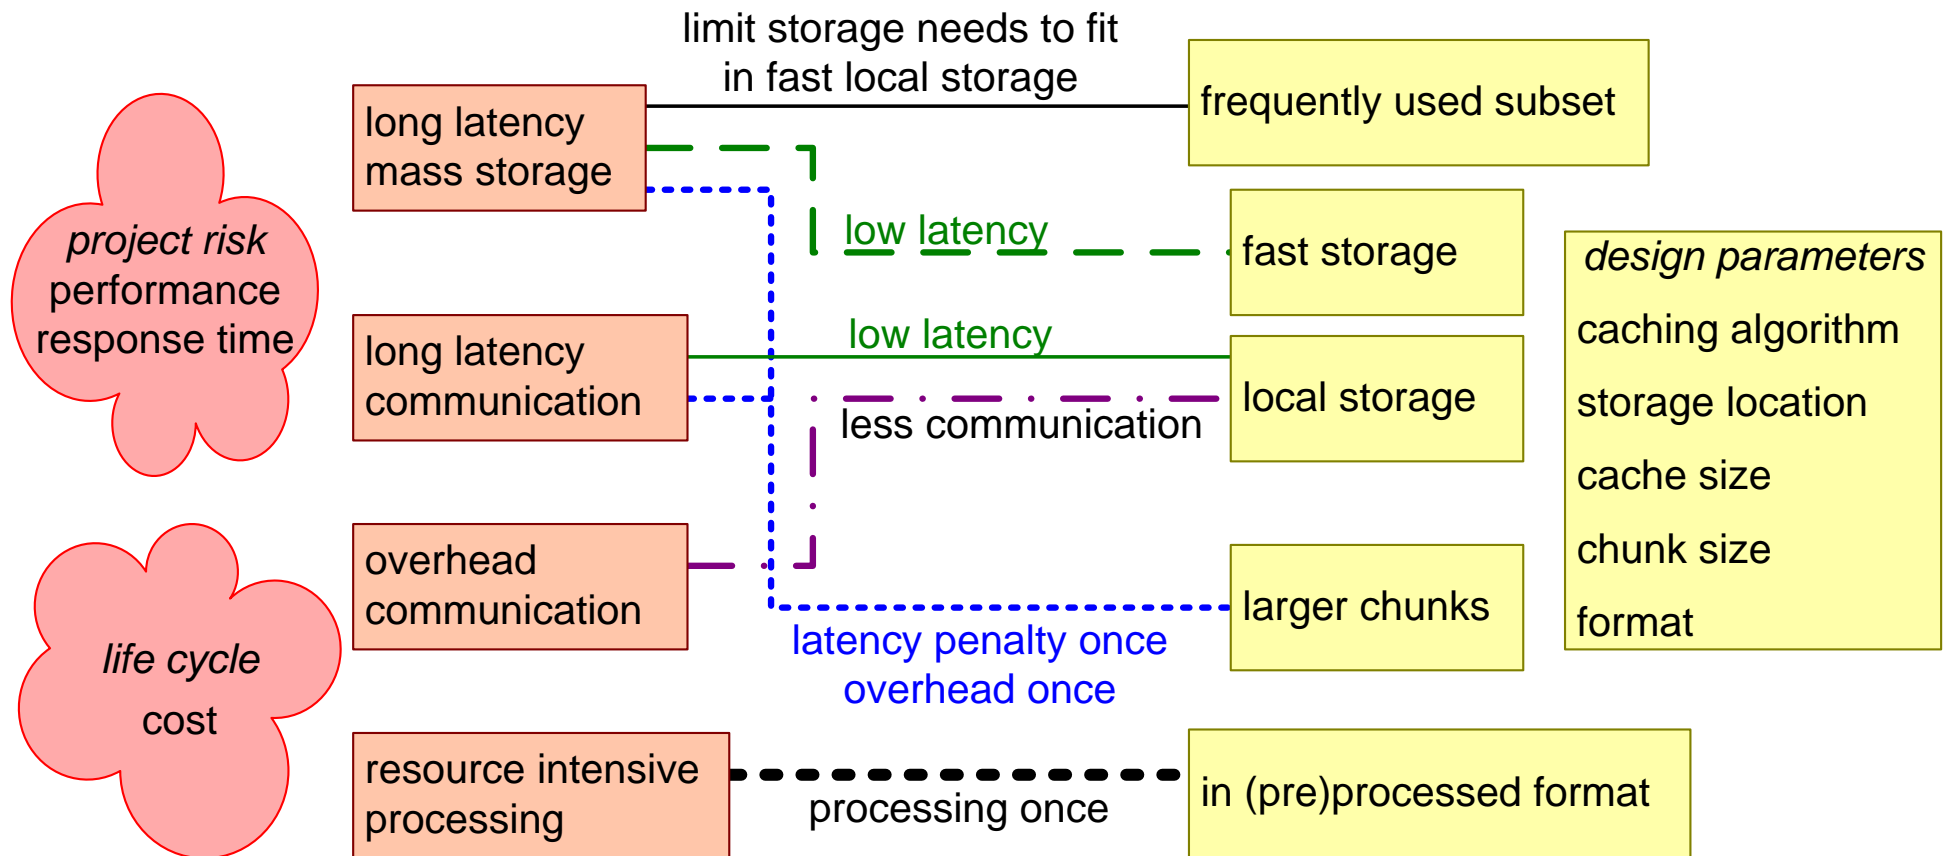 limit storage needs to fit
in fast local storage
project risk
performance
response time
life cycle
cost
long latency
mass storage
long latency
communication
overhead
communication
resource intensive
processing
low latency
low latency
less communication
latency penalty once
overhead once
processing once
frequently used subset
fast storage
local storage
larger chunks
in (pre)processed format
design parameters
caching algorithm
storage location
cache size
chunk size
format